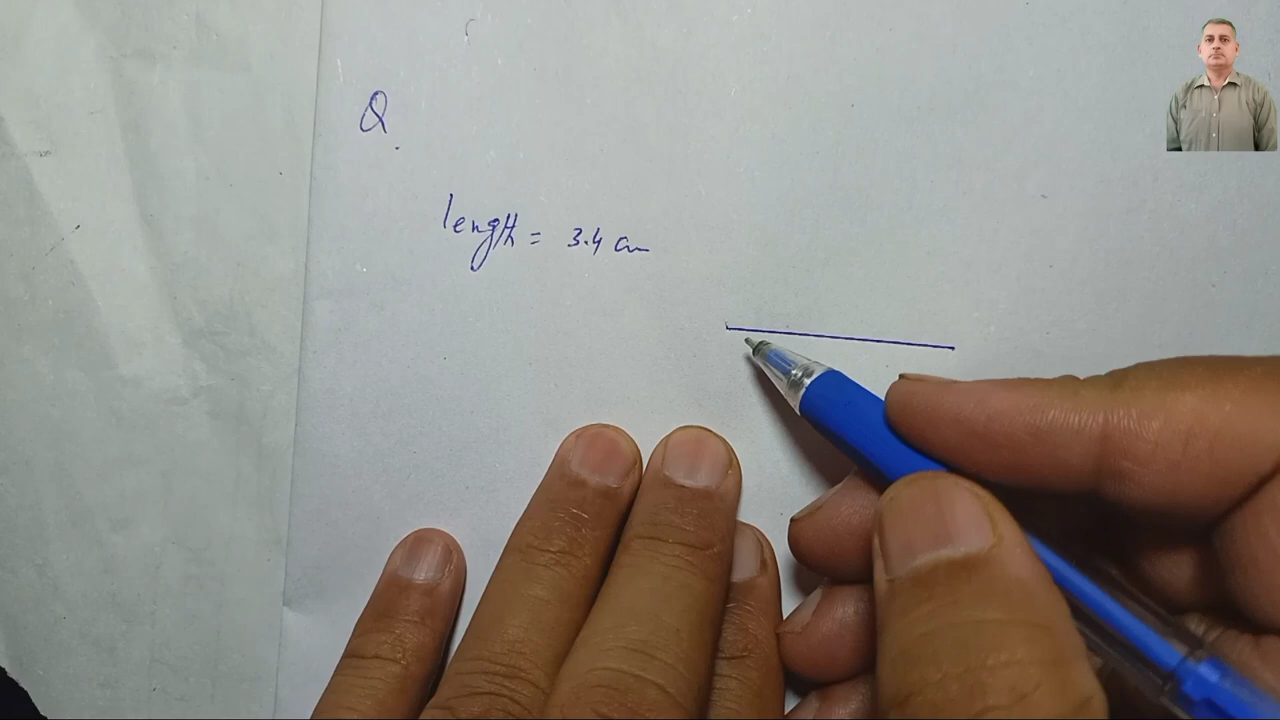 Q
length = 3.4 cm